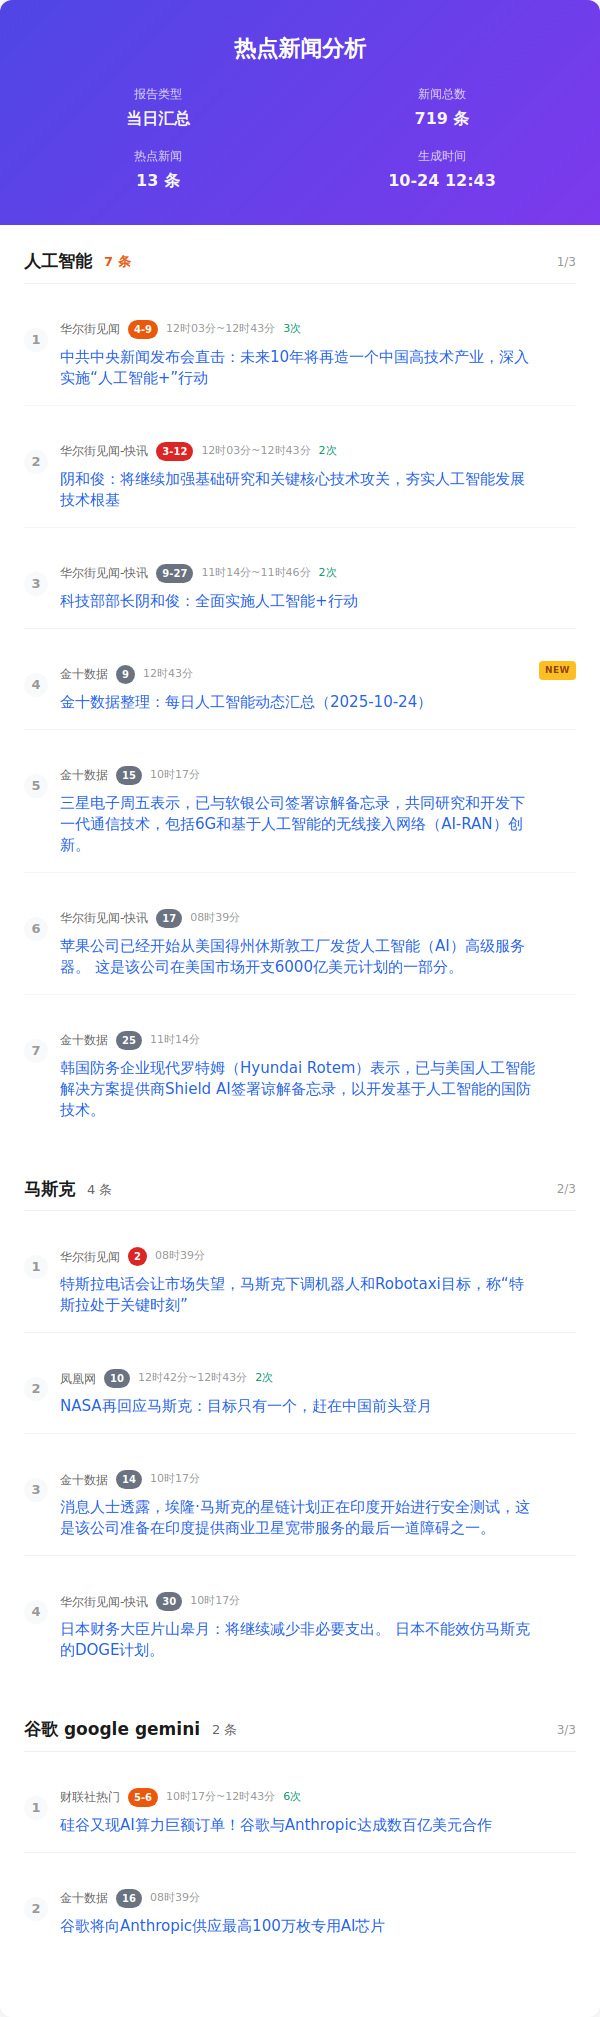 热点新闻分析
报告类型
新闻总数
当日汇总
719 条
热点新闻
生成时间
13 条
10-24 12:43
人工智能 7 条 1/3
1
华尔街见闻 4-9 12时03分~12时43分 3次
中共中央新闻发布会直击：未来10年将再造一个中国高技术产业，深入
实施“人工智能+”行动
2
华尔街见闻-快讯 3-12 12时03分~12时43分 2次
阴和俊：将继续加强基础研究和关键核心技术攻关，夯实人工智能发展
技术根基
3
华尔街见闻-快讯 9-27 11时14分~11时46分 2次
科技部部长阴和俊：全面实施人工智能+行动
4
金十数据 9 12时43分 NEW
金十数据整理：每日人工智能动态汇总（2025-10-24）
5
金十数据 15 10时17分
三星电子周五表示，已与软银公司签署谅解备忘录，共同研究和开发下
一代通信技术，包括6G和基于人工智能的无线接入网络（AI-RAN）创
新。
6
华尔街见闻-快讯 17 08时39分
苹果公司已经开始从美国得州休斯敦工厂发货人工智能（AI）高级服务
器。 这是该公司在美国市场开支6000亿美元计划的一部分。
7
金十数据 25 11时14分
韩国防务企业现代罗特姆（Hyundai Rotem）表示，已与美国人工智能
解决方案提供商Shield AI签署谅解备忘录，以开发基于人工智能的国防
技术。
马斯克 4 条 2/3
1
华尔街见闻 2 08时39分
特斯拉电话会让市场失望，马斯克下调机器人和Robotaxi目标，称“特
斯拉处于关键时刻”
2
凤凰网 10 12时42分~12时43分 2次
NASA再回应马斯克：目标只有一个，赶在中国前头登月
3
金十数据 14 10时17分
消息人士透露，埃隆·马斯克的星链计划正在印度开始进行安全测试，这
是该公司准备在印度提供商业卫星宽带服务的最后一道障碍之一。
4
华尔街见闻-快讯 30 10时17分
日本财务大臣片山皋月：将继续减少非必要支出。 日本不能效仿马斯克
的DOGE计划。
谷歌 google gemini 2 条 3/3
1
财联社热门 5-6 10时17分~12时43分 6次
硅谷又现AI算力巨额订单！谷歌与Anthropic达成数百亿美元合作
2
金十数据 16 08时39分
谷歌将向Anthropic供应最高100万枚专用AI芯片